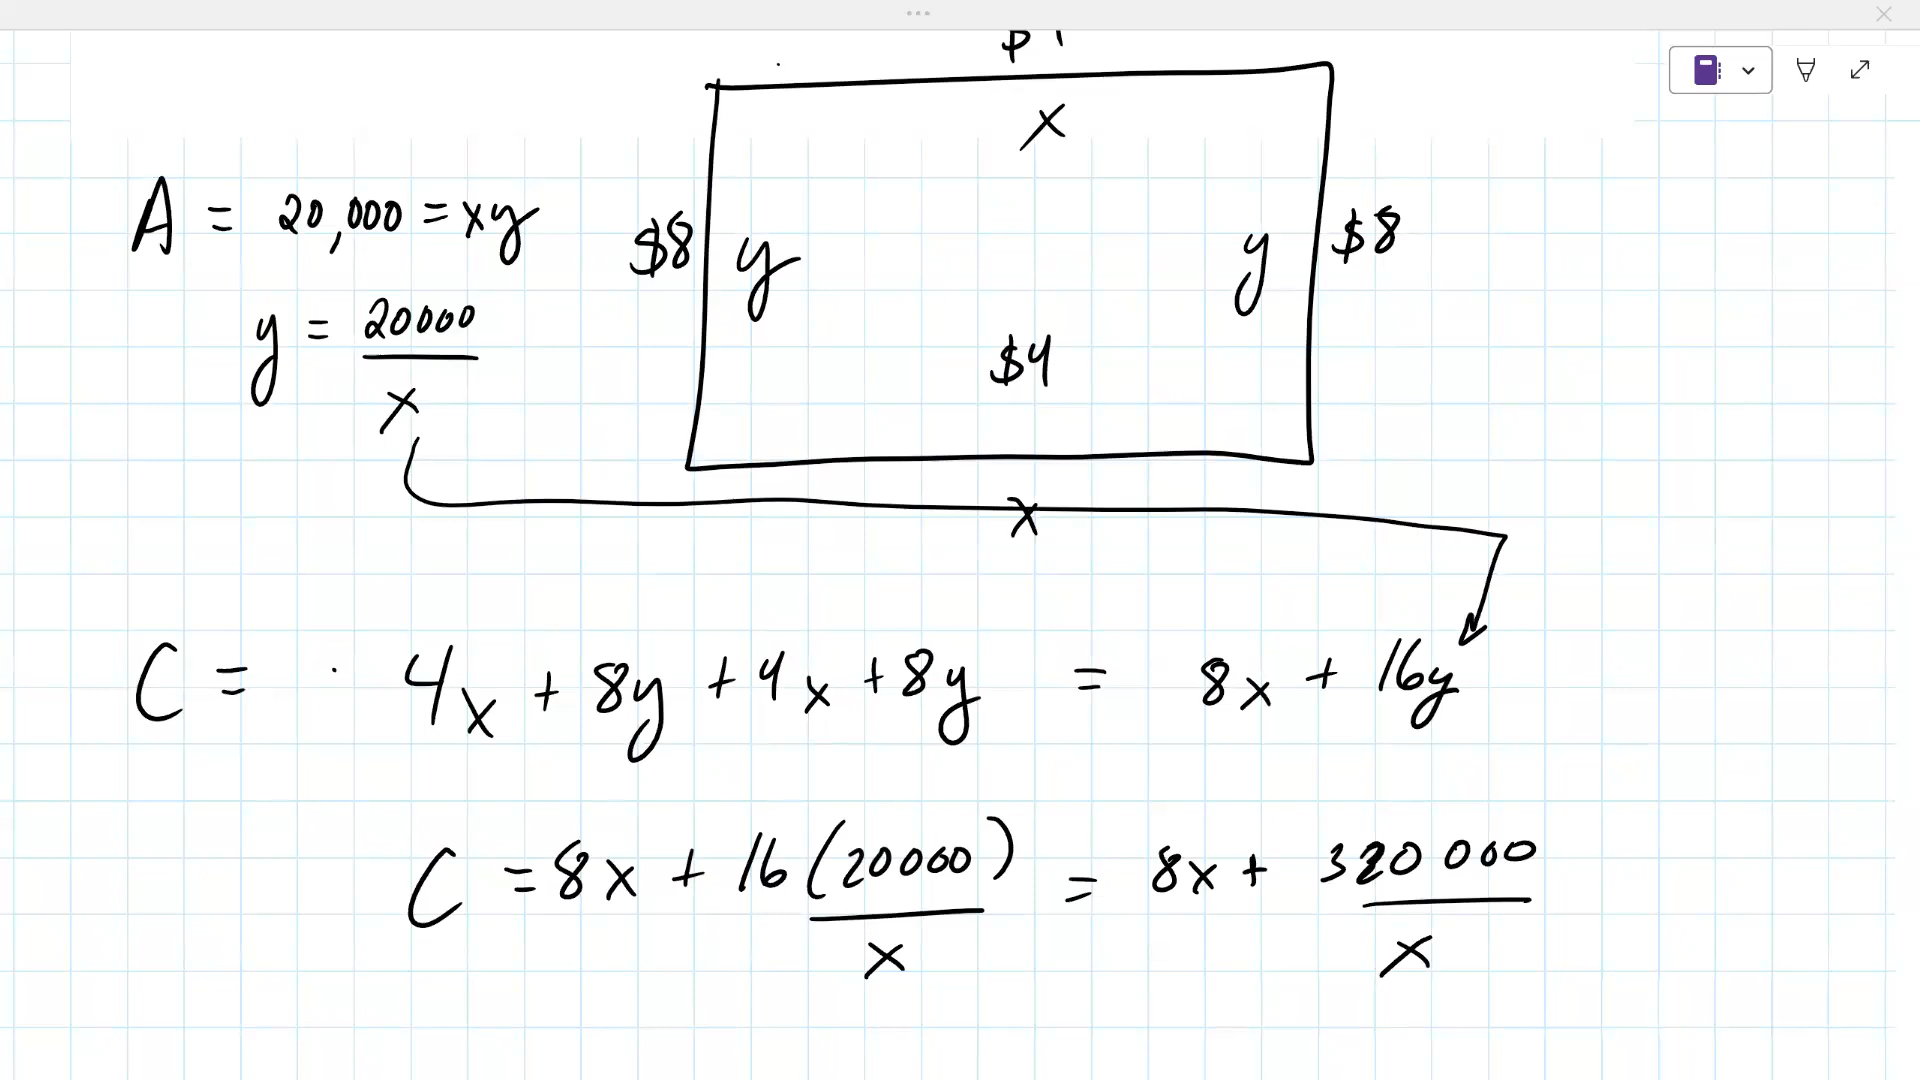 x
A = 20,000 = xy
$8 y y $8
y = 20000/x
$4
x
C = 4x + 8y + 4x + 8y = 8x + 16y
C = 8x + 16(20000)/x = 8x + 320 000/x